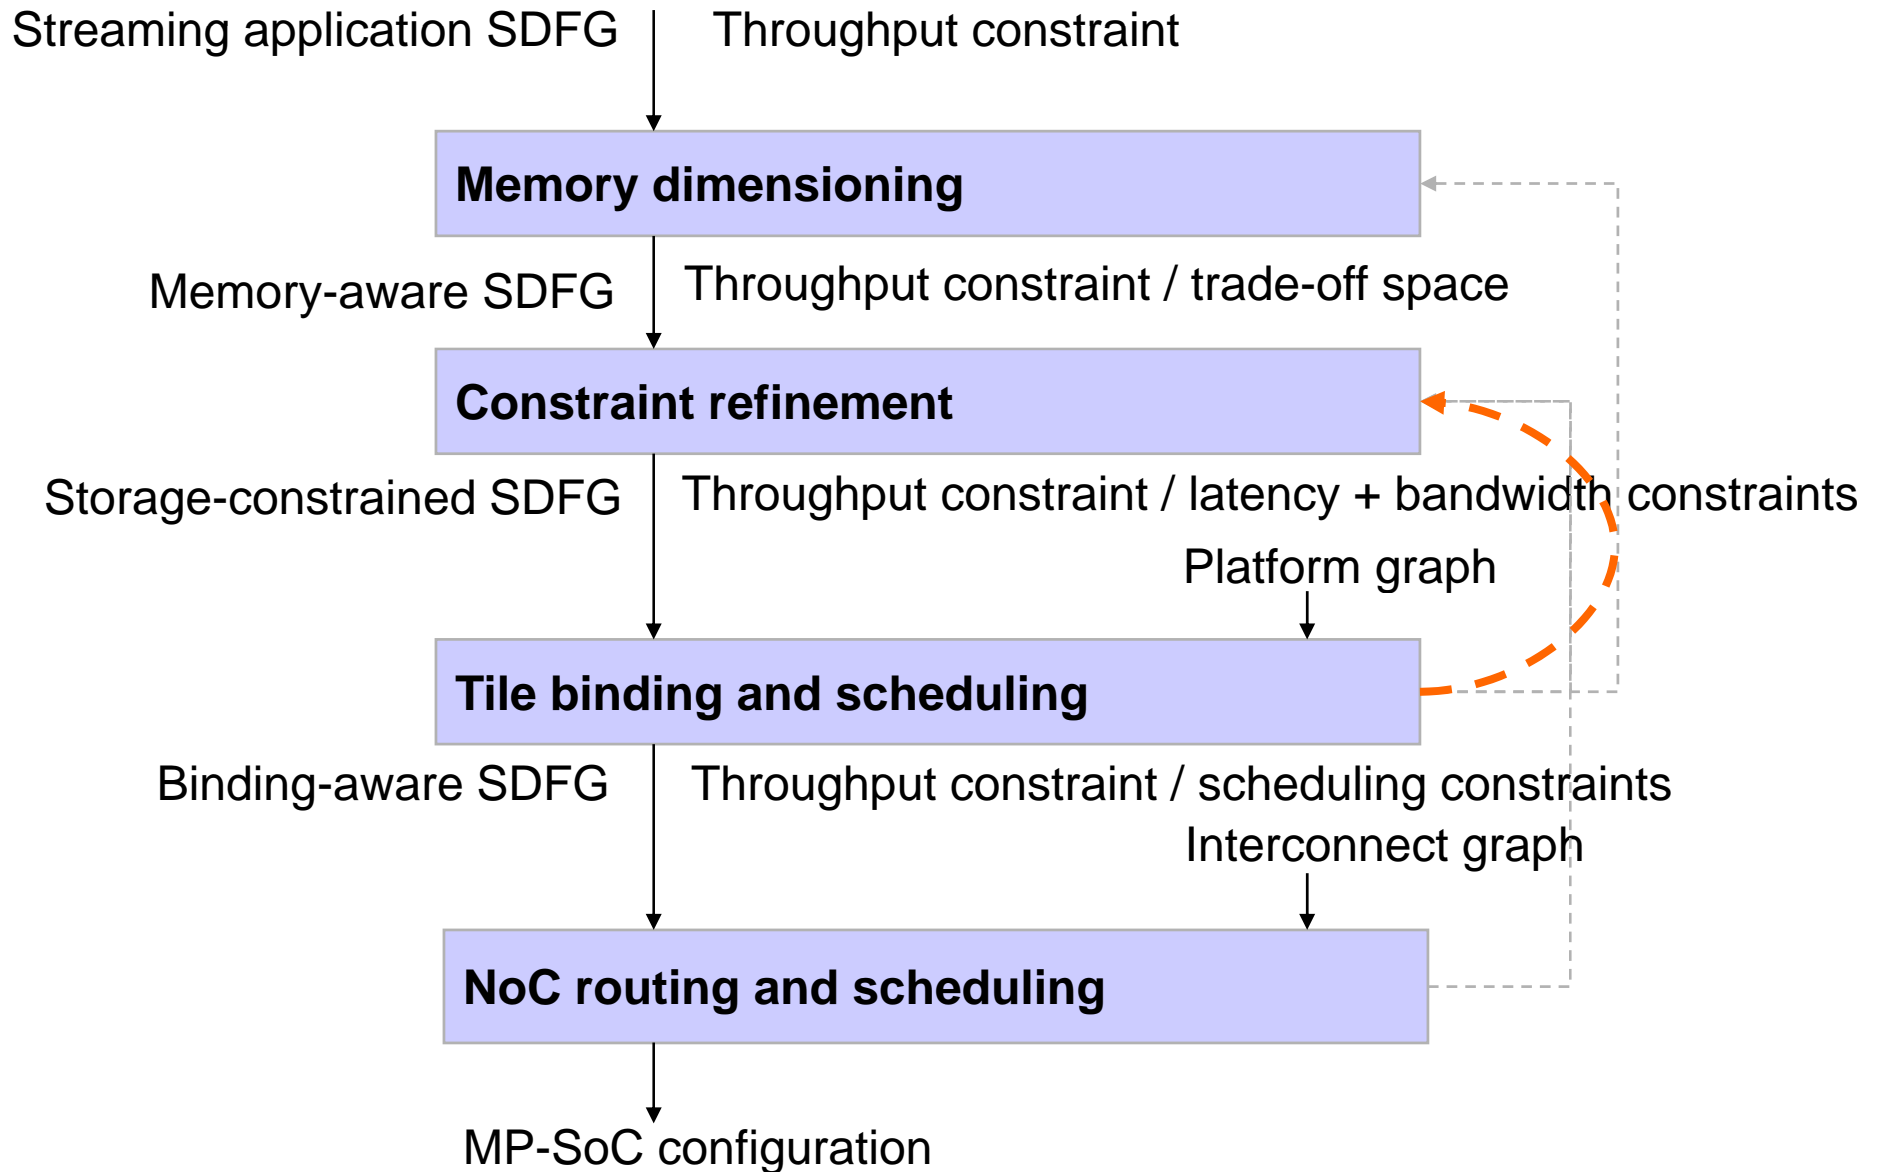 Streaming application SDFG
Throughput constraint
Memory dimensioning
Memory-aware SDFG
Throughput constraint / trade-off space
Constraint refinement
Storage-constrained SDFG
Throughput constraint / latency + bandwidth constraints
Platform graph
Tile binding and scheduling
Binding-aware SDFG
Throughput constraint / scheduling constraints
Interconnect graph
NoC routing and scheduling
MP-SoC configuration